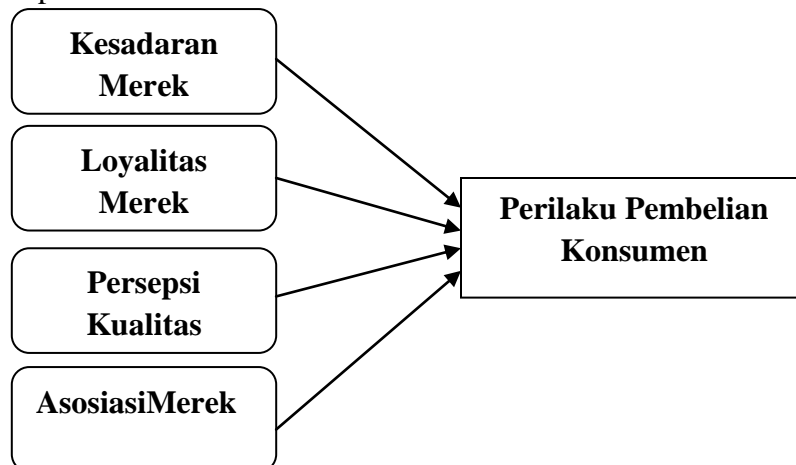 Kesadaran
Merek
Loyalitas
Merek
Persepsi
Kualitas
AsosiasiMerek
Perilaku Pembelian
Konsumen